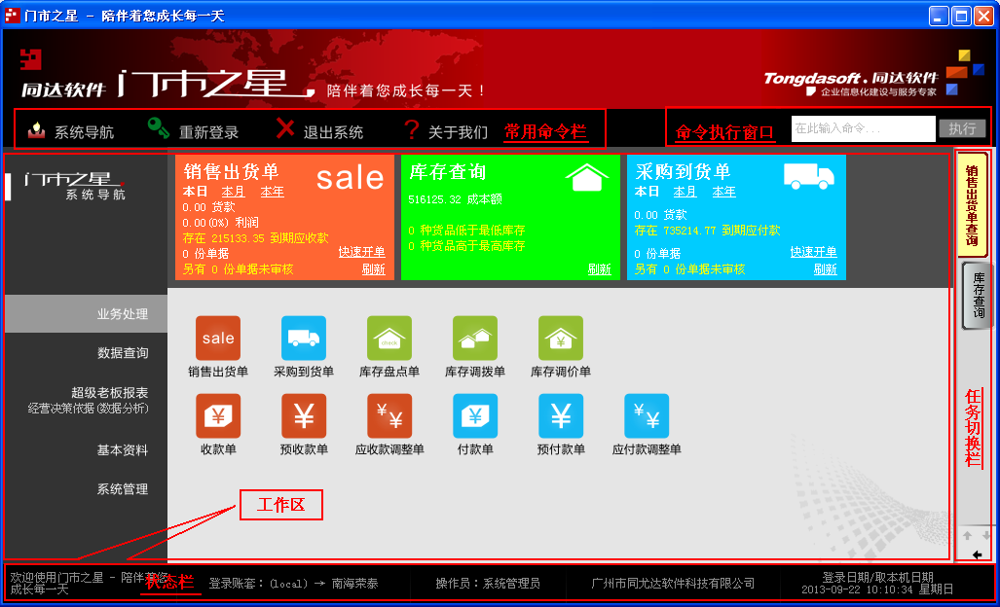 门市之星 - 陪伴着您成长每一天
同达软件 门市之星 陪伴着您成长每一天！
Tongdasoft.同达软件
企业信息化建设与服务专家
系统导航 重新登录 退出系统 关于我们 常用命令栏 命令执行窗口 在此输入命令... 执行
门市之星
系统导航
销售出货单 sale
本日 本月 本年
0.00 货款
0.00(0%) 利润
存在 215133.35 到期应收款
0 份单据 快速开单
另有 0 份单据未审核 刷新
库存查询
516125.32 成本额
0 种货品低于最低库存
0 种货品高于最高库存
刷新
采购到货单
本日 本月 本年
0.00 货款
存在 735214.77 到期应付款
0 份单据 快速开单
另有 0 份单据未审核 刷新
销售出货单查询
库存查询
任务切换栏
业务处理
数据查询
超级老板报表
经营决策依据(数据分析)
基本资料
系统管理
sale check ¥
销售出货单 采购到货单 库存盘点单 库存调拨单 库存调价单
¥ ¥ ¥¥ ¥ ¥ ¥¥
收款单 预收款单 应收款调整单 付款单 预付款单 应付款调整单
工作区
欢迎使用门市之星 - 陪伴着您
成长每一天
状态栏
登录账套：(local) → 南海荣泰
操作员：系统管理员
广州市同尤达软件科技有限公司
登录日期/取本机日期
2013-09-22 10:10:34 星期日